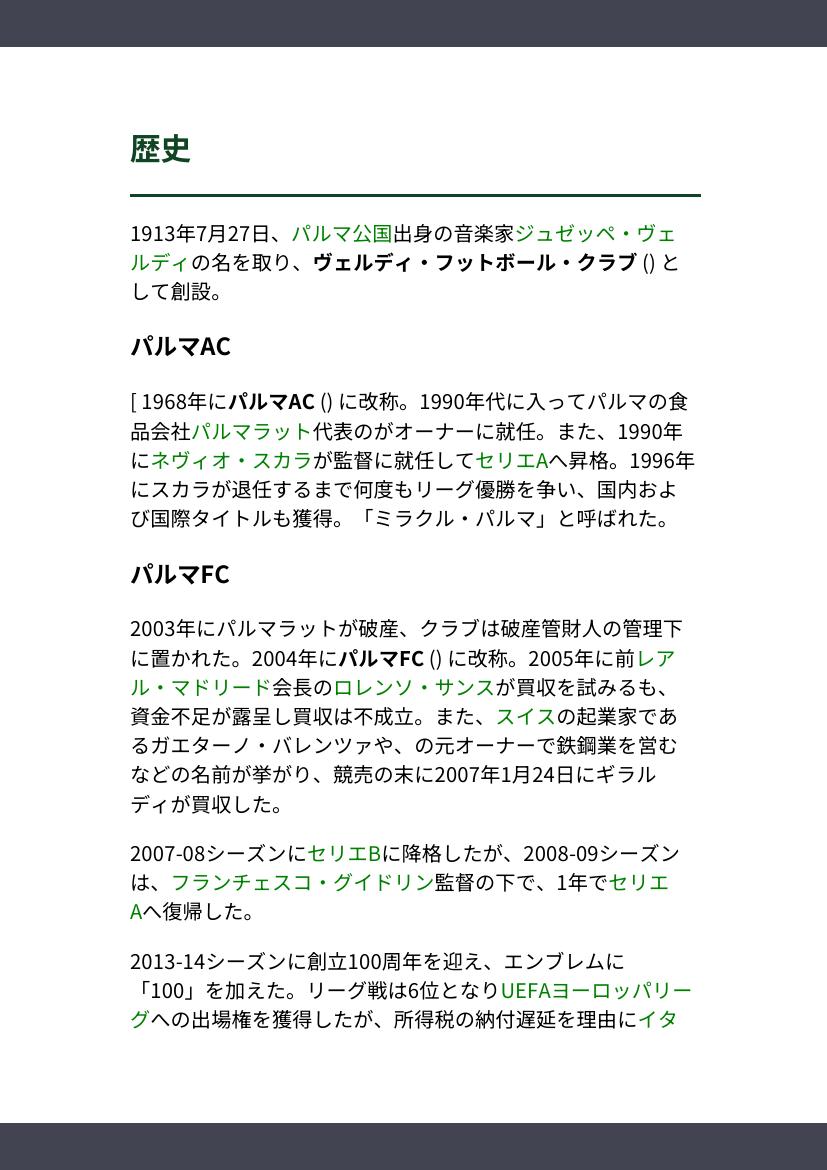 歴史
1913年7月27日、パルマ公国出身の音楽家ジュゼッペ・ヴェ
ルディの名を取り、ヴェルディ・フットボール・クラブ () と
して創設。
パルマAC
[ 1968年にパルマAC () に改称。1990年代に入ってパルマの食
品会社パルマラット代表のがオーナーに就任。また、1990年
にネヴィオ・スカラが監督に就任してセリエAへ昇格。1996年
にスカラが退任するまで何度もリーグ優勝を争い、国内およ
び国際タイトルも獲得。「ミラクル・パルマ」と呼ばれた。
パルマFC
2003年にパルマラットが破産、クラブは破産管財人の管理下
に置かれた。2004年にパルマFC () に改称。2005年に前レア
ル・マドリード会長のロレンソ・サンスが買収を試みるも、
資金不足が露呈し買収は不成立。また、スイスの起業家であ
るガエターノ・バレンツァや、の元オーナーで鉄鋼業を営む
などの名前が挙がり、競売の末に2007年1月24日にギラル
ディが買収した。
2007-08シーズンにセリエBに降格したが、2008-09シーズン
は、フランチェスコ・グイドリン監督の下で、1年でセリエ
Aへ復帰した。
2013-14シーズンに創立100周年を迎え、エンブレムに
「100」を加えた。リーグ戦は6位となりUEFAヨーロッパリー
グへの出場権を獲得したが、所得税の納付遅延を理由にイタ